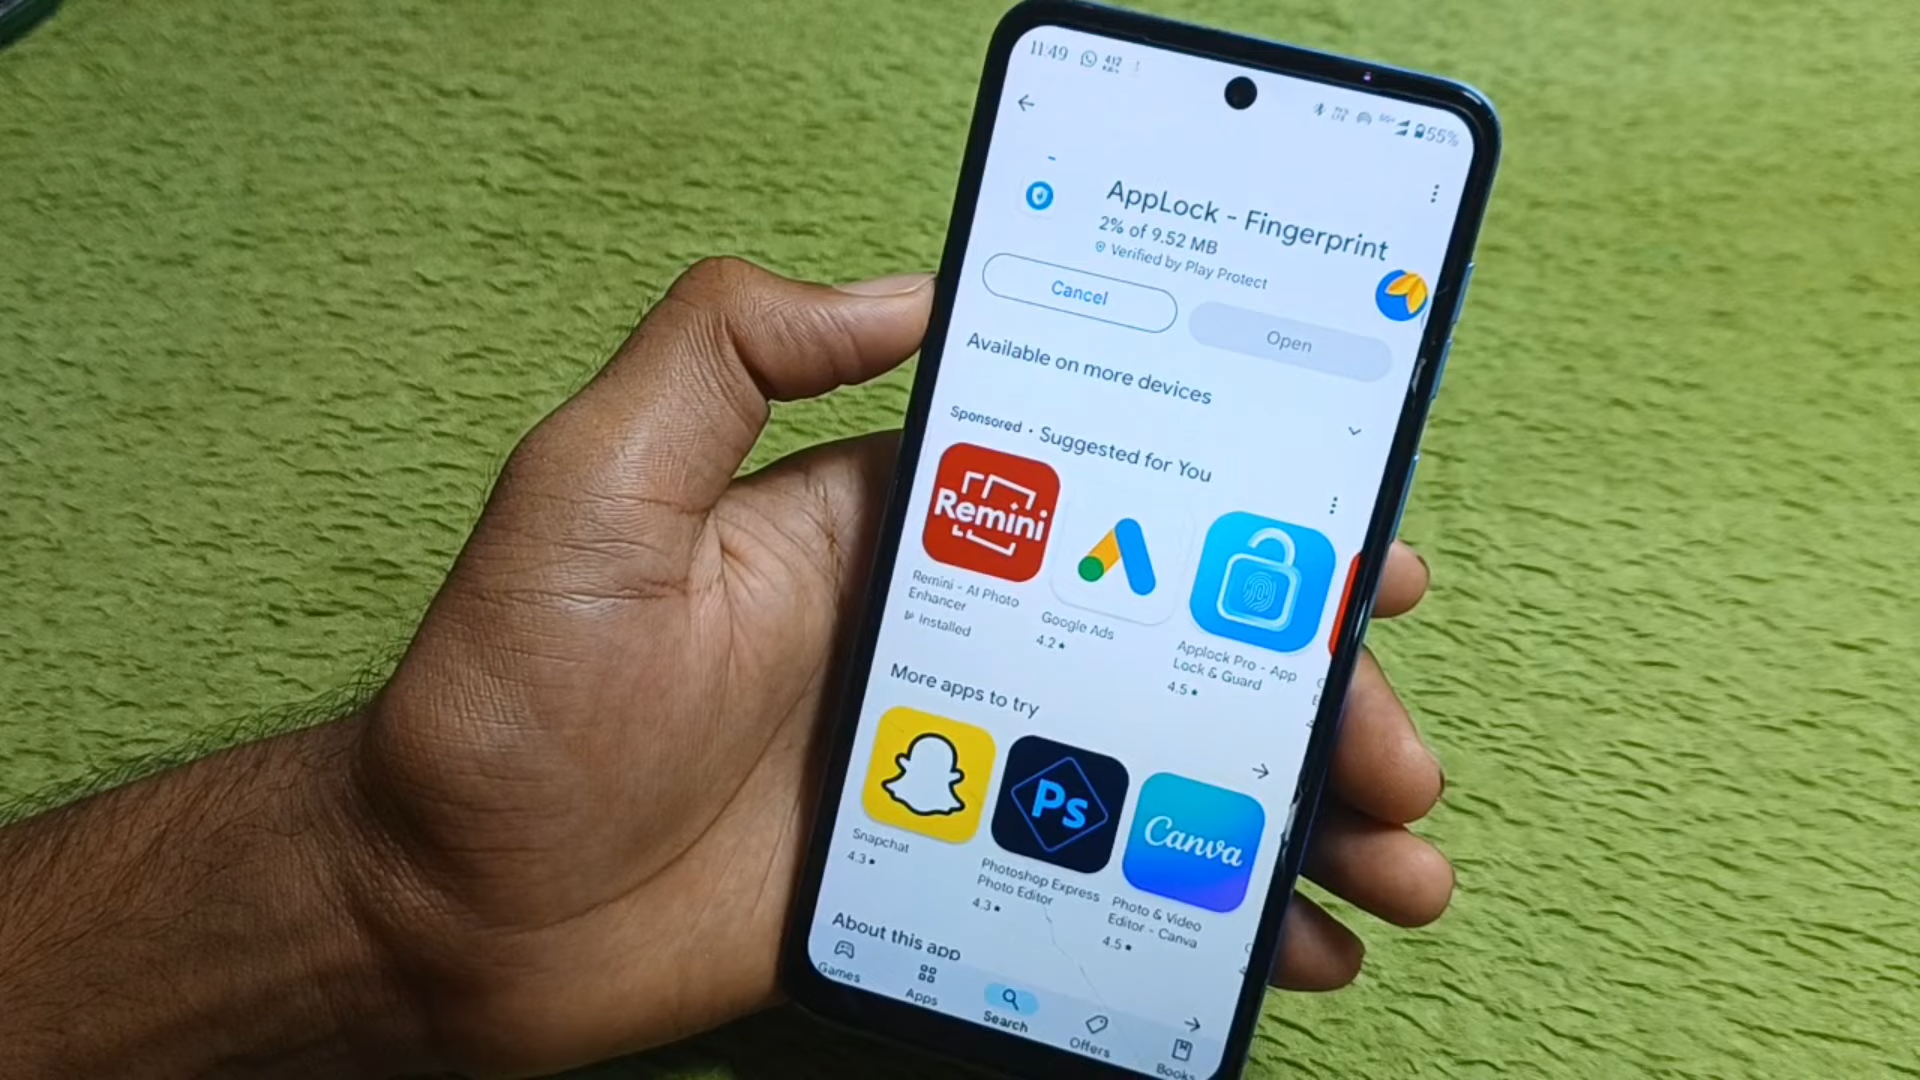 11:49
412
55%
AppLock - Fingerprint
2% of 9.52 MB
Verified by Play Protect
Cancel
Open
Available on more devices
Sponsored • Suggested for You
Remini
Remini - AI Photo
Enhancer
Installed
Google Ads
4.2★
Applock Pro - App
Lock & Guard
4.5★
More apps to try
Snapchat
4.3★
Ps
Photoshop Express
Photo Editor
4.3★
Canva
Photo & Video
Editor - Canva
4.5★
About this app
Games
Apps
Search
Offers
Books